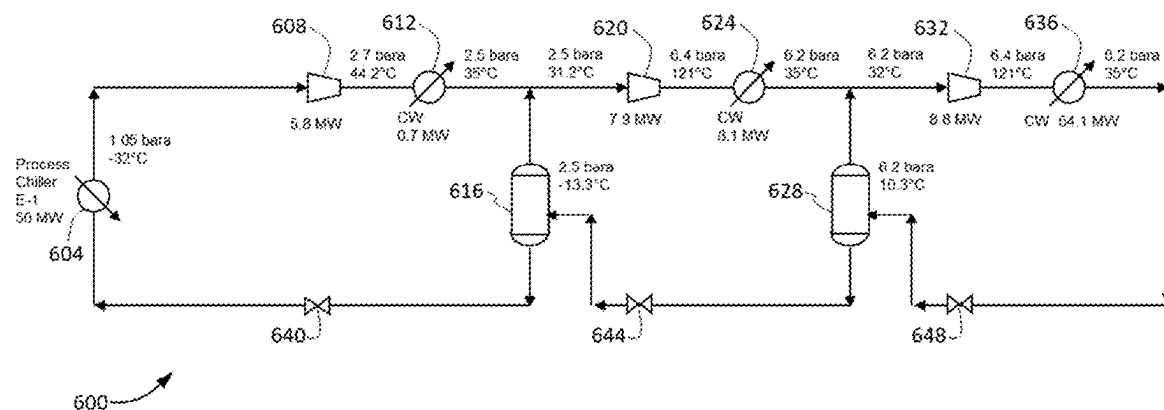 608
612
620
624
632
636
2.7 bara
44.2°C
2.5 bara
35°C
2.5 bara
31.2°C
6.4 bara
121°C
6.2 bara
35°C
6.2 bara
32°C
6.4 bara
121°C
6.2 bara
35°C
5.8 MW
CW
0.7 MW
7.9 MW
CW
8.1 MW
8.8 MW
CW 64.1 MW
1.05 bara
-32°C
Process
Chiller
E-1
50 MW
604
616
2.5 bara
-13.3°C
628
6.2 bara
10.3°C
640
644
648
600